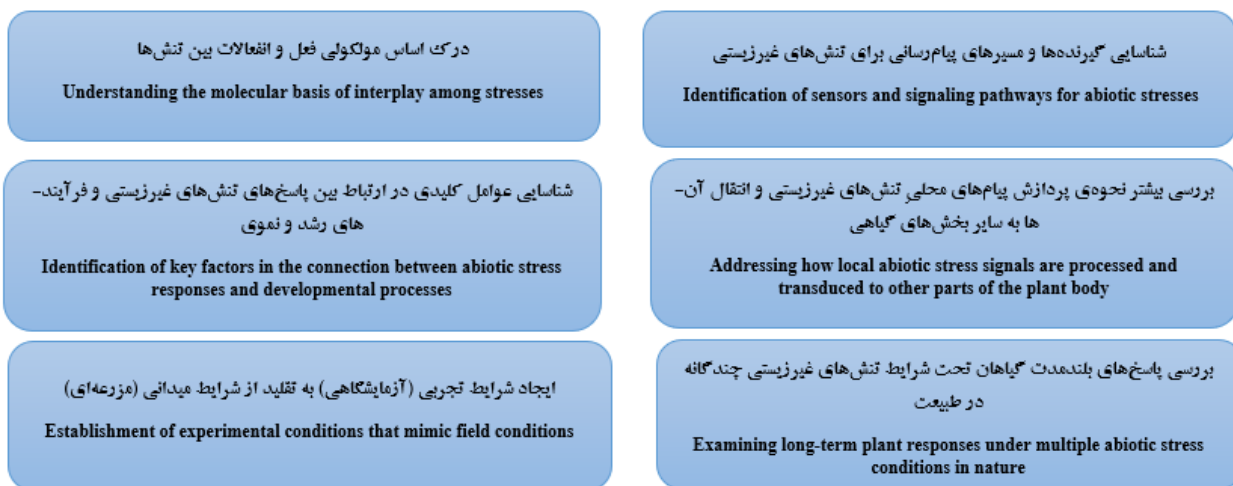 شناسایی گیرنده‌ها و مسیرهای پیام‌رسانی برای تنش‌های غیرزیستی
Identification of sensors and signaling pathways for abiotic stresses
درک اساس مولکولی فعل و انفعالات بین تنش‌ها
Understanding the molecular basis of interplay among stresses
بررسی بیشتر نحوه‌ی پردازش پیام‌های محلیِ تنش‌های غیرزیستی و انتقال آن-
ها به سایر بخش‌های گیاهی
Addressing how local abiotic stress signals are processed and
transduced to other parts of the plant body
شناسایی عوامل کلیدی در ارتباط بین پاسخ‌های تنش‌های غیرزیستی و فرآیند-
های رشد و نموی
Identification of key factors in the connection between abiotic stress
responses and developmental processes
بررسی پاسخ‌های بلندمدت گیاهان تحت شرایط تنش‌های غیرزیستی چندگانه
در طبیعت
Examining long-term plant responses under multiple abiotic stress
conditions in nature
ایجاد شرایط تجربی (آزمایشگاهی) به تقلید از شرایط میدانی (مزرعه‌ای)
Establishment of experimental conditions that mimic field conditions